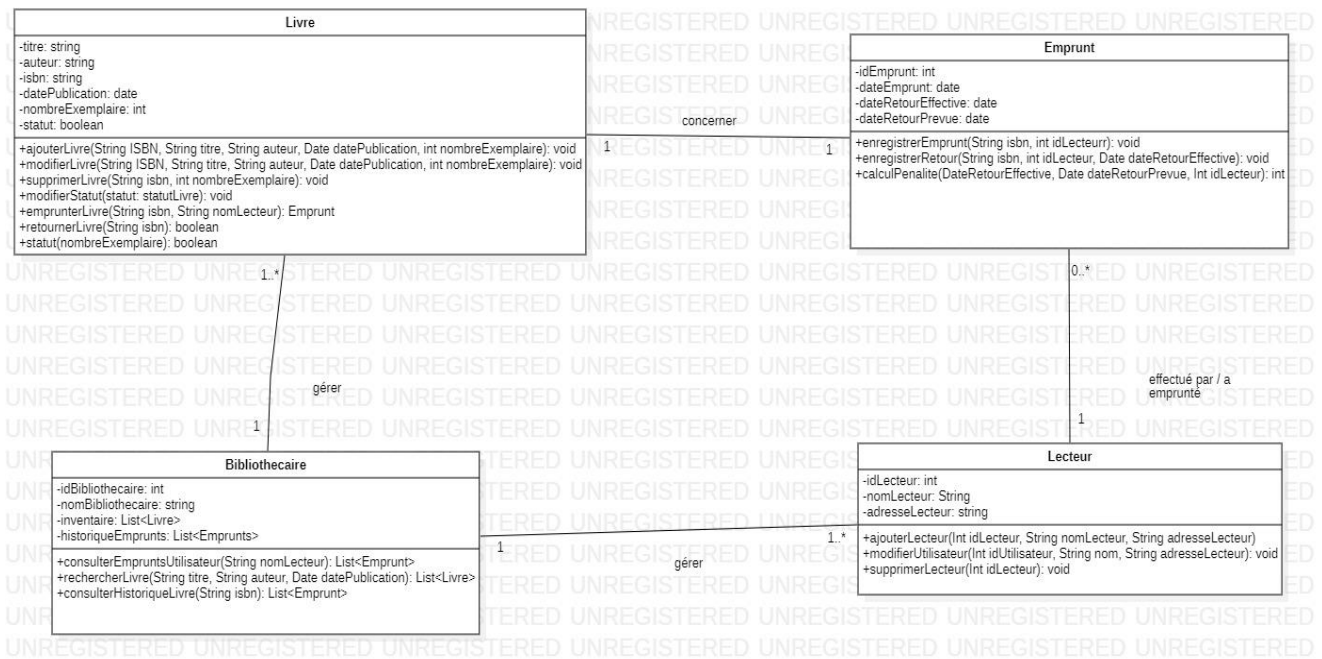 Livre
-titre: string
-auteur: string
-isbn: string
-datePublication: date
-nombreExemplaire: int
-statut: boolean
+ajouterLivre(String ISBN, String titre, String auteur, Date datePublication, int nombreExemplaire): void
+modifierLivre(String ISBN, String titre, String auteur, Date datePublication, int nombreExemplaire): void
+supprimerLivre(String isbn, int nombreExemplaire): void
+modifierStatut(statut: statutLivre): void
+emprunterLivre(String isbn, String nomLecteur): Emprunt
+retournerLivre(String isbn): boolean
+statut(nombreExemplaire): boolean
concerner
1
1
Emprunt
-idEmprunt: int
-dateEmprunt: date
-dateRetourEffective: date
-dateRetourPrevue: date
+enregistrerEmprunt(String isbn, int idLecteurr): void
+enregistrerRetour(String isbn, int idLecteur, Date dateRetourEffective): void
+calculPenalite(DateRetourEffective, Date dateRetourPrevue, Int idLecteur): int
1..*
gérer
1
0..*
effectué par / a
emprunté
1
Bibliothecaire
-idBibliothecaire: int
-nomBibliothecaire: string
-inventaire: List<Livre>
-historiqueEmprunts: List<Emprunts>
+consulterEmpruntsUtilisateur(String nomLecteur): List<Emprunt>
+rechercherLivre(String titre, String auteur, Date datePublication): List<Livre>
+consulterHistoriqueLivre(String isbn): List<Emprunt>
1
gérer
1..*
Lecteur
-idLecteur: int
-nomLecteur: String
-adresseLecteur: string
+ajouterLecteur(Int idLecteur, String nomLecteur, String adresseLecteur)
+modifierUtilisateur(Int idUtilisateur, String nom, String adresseLecteur): void
+supprimerLecteur(Int idLecteur): void
UNREGISTERED UNREGISTERED UNREGISTERED UNREGISTERED UNREGISTERED UNREGISTERED UNREGISTERED